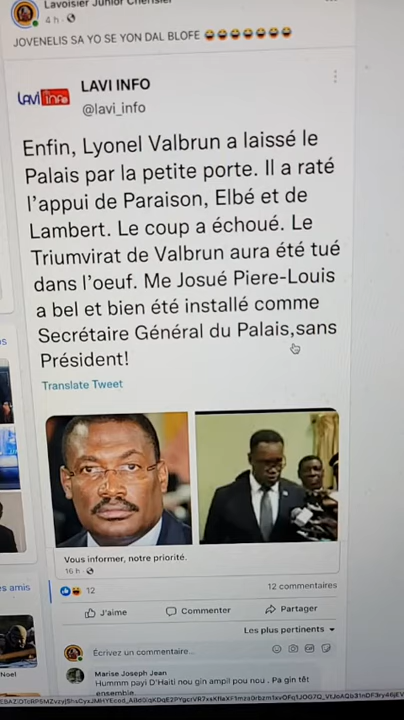 Lavoisier Junior Cherisier
4 h
JOVENELIS SA YO SE YON DAL BLOFE
LAVI INFO
@lavi_info
Enfin, Lyonel Valbrun a laissé le
Palais par la petite porte. Il a raté
l'appui de Paraison, Elbé et de
Lambert. Le coup a échoué. Le
Triumvirat de Valbrun aura été tué
dans l'oeuf. Me Josué Piere-Louis
a bel et bien été installé comme
Secrétaire Général du Palais,sans
Président!
Translate Tweet
Vous informer, notre priorité.
16 h
12
12 commentaires
J'aime
Commenter
Partager
Les plus pertinents
es amis
Écrivez un commentaire...
Noel
Marise Joseph Jean
Hummm payi D'Haiti nou gin ampil pou nou . Pa gin tèt
ensemble